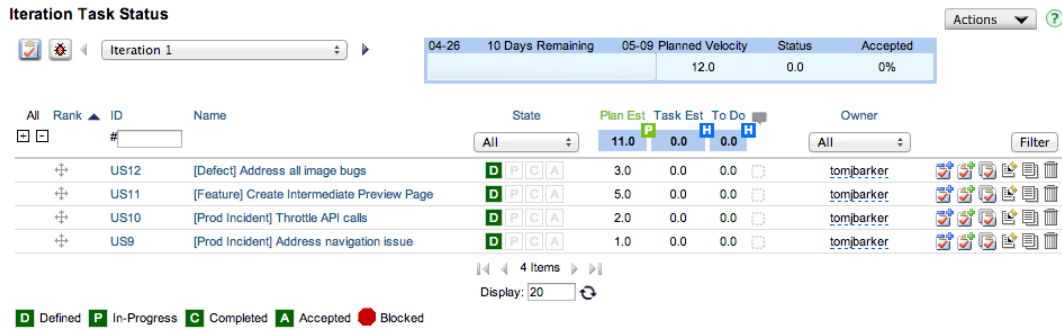 Iteration Task Status
Actions
?
Iteration 1
04-26 10 Days Remaining 05-09 Planned Velocity Status Accepted
12.0 0.0 0%
All Rank ID Name State Plan Est Task Est To Do Owner
P H H
# All 11.0 0.0 0.0 All Filter
US12 [Defect] Address all image bugs D P C A 3.0 0.0 0.0 tomjbarker
US11 [Feature] Create Intermediate Preview Page D P C A 5.0 0.0 0.0 tomjbarker
US10 [Prod Incident] Throttle API calls D P C A 2.0 0.0 0.0 tomjbarker
US9 [Prod Incident] Address navigation issue D P C A 1.0 0.0 0.0 tomjbarker
4 Items
Display: 20
D Defined P In-Progress C Completed A Accepted Blocked